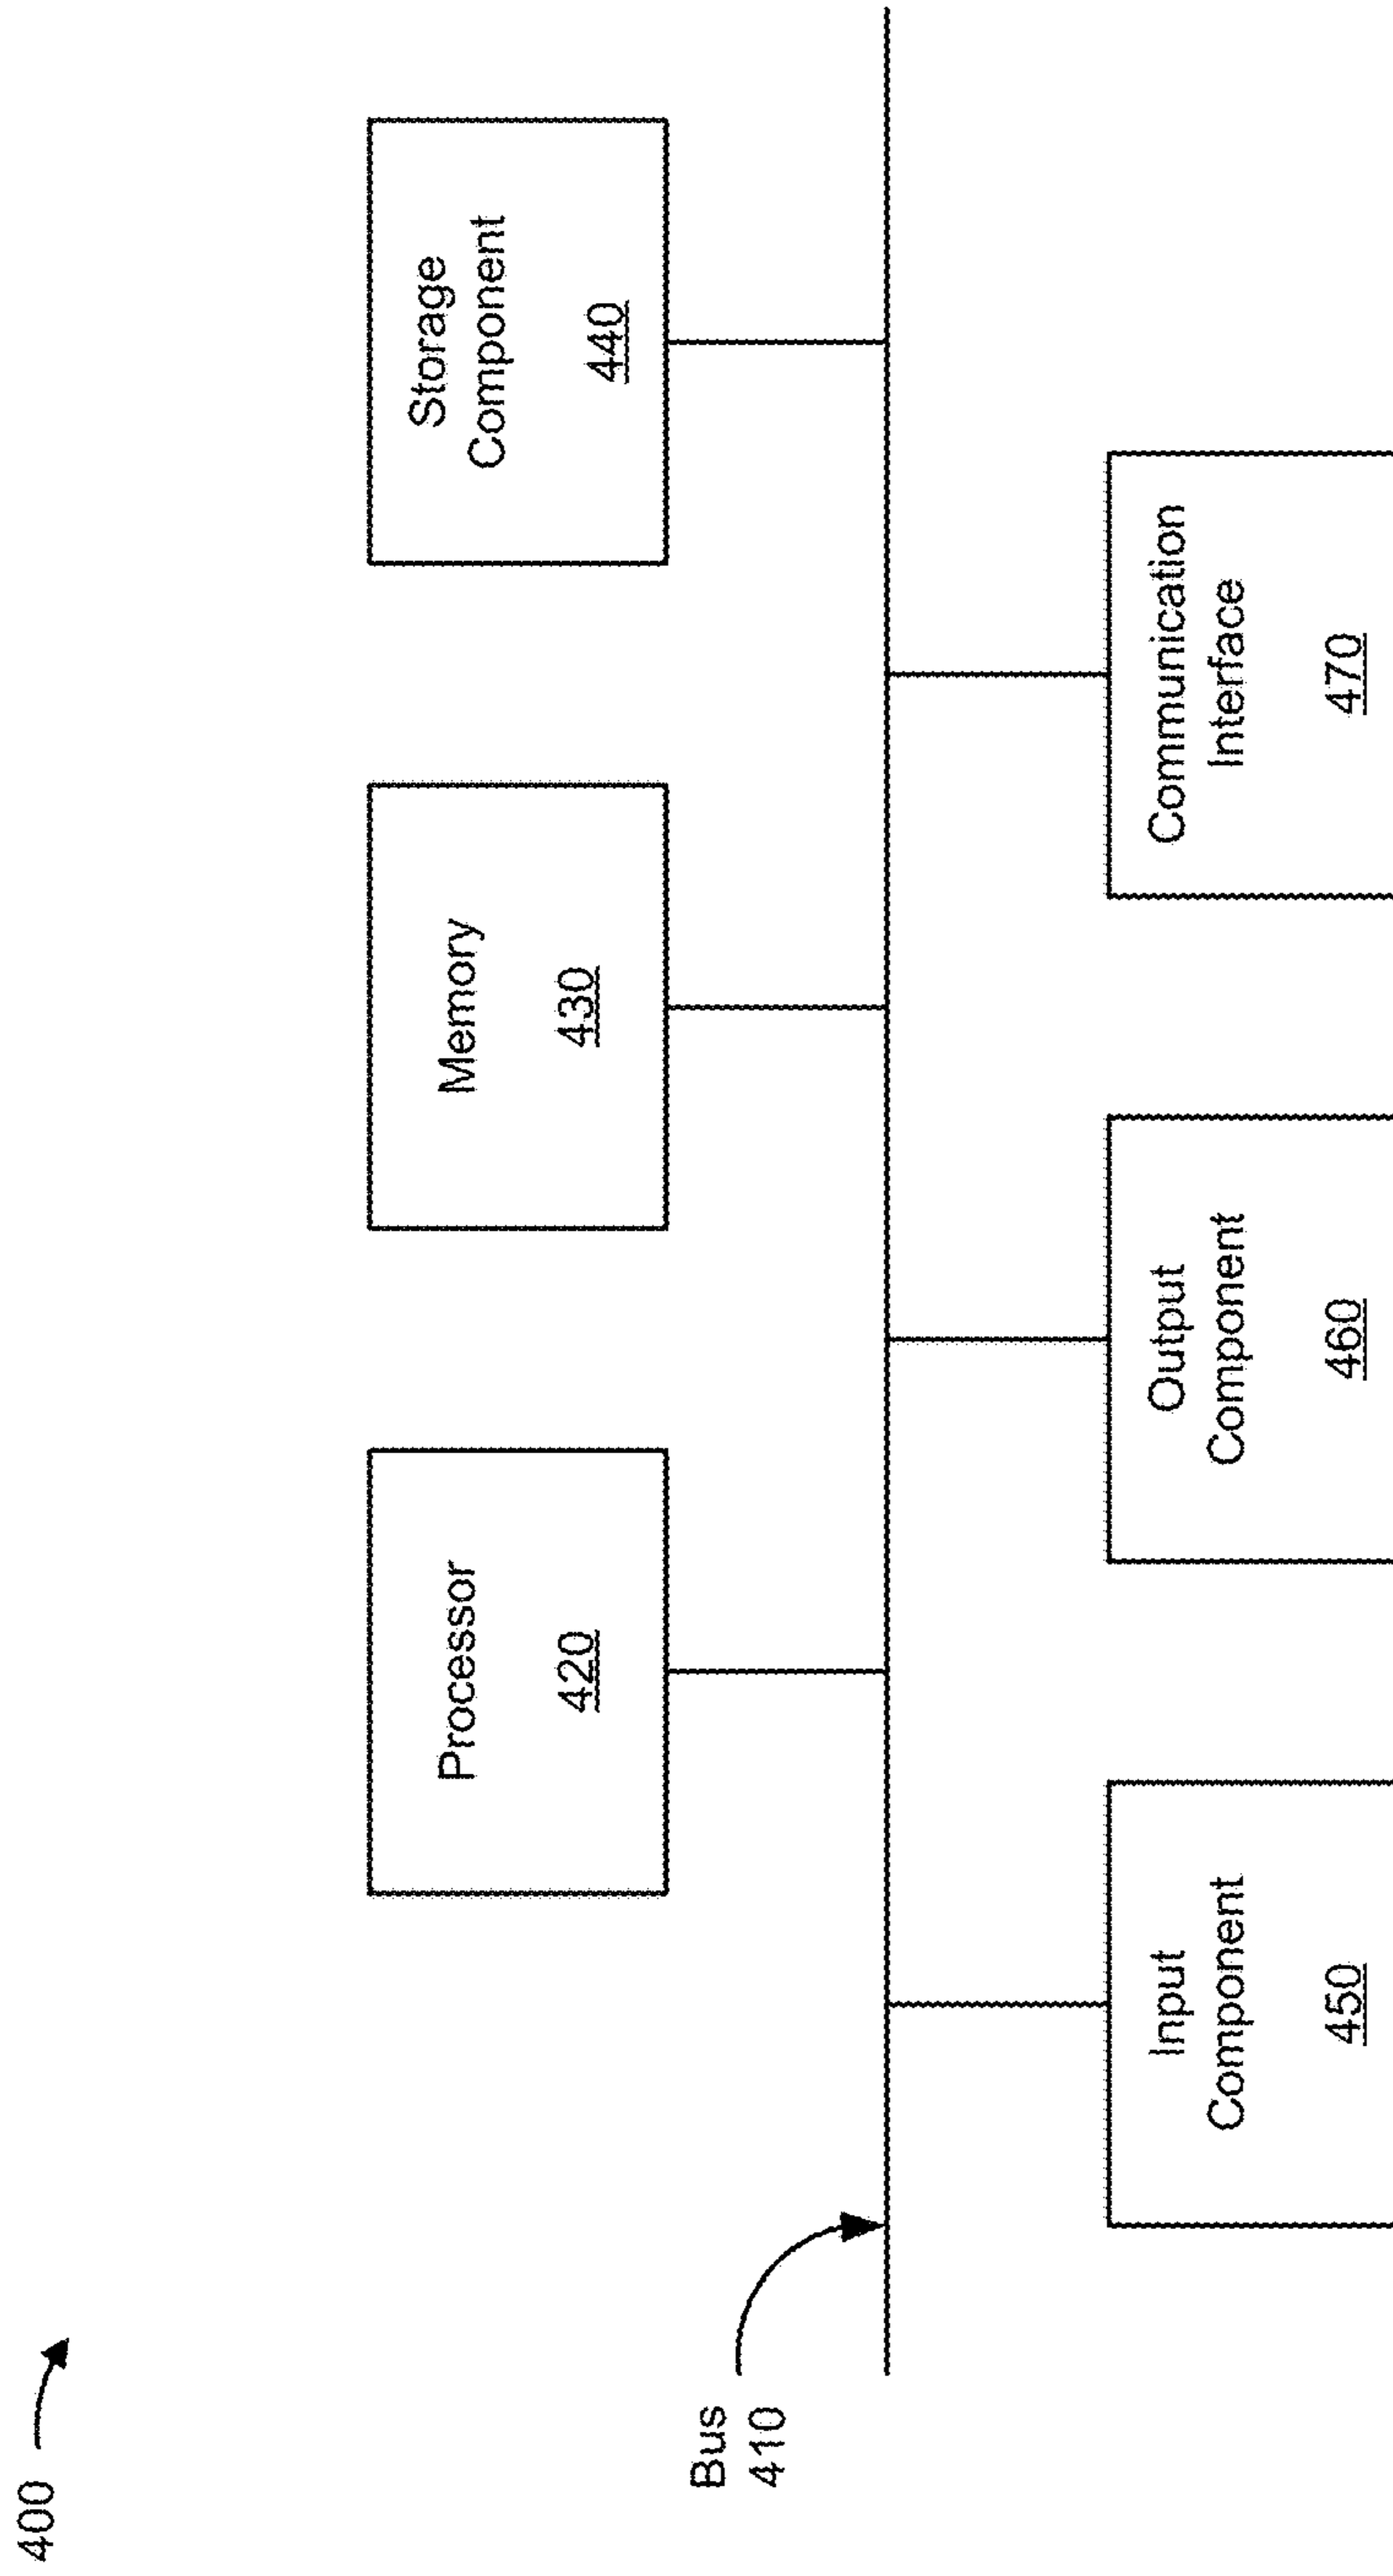 400
Processor
420
Memory
430
Storage
Component
440
Bus
410
Input
Component
450
Output
Component
460
Communication
Interface
470